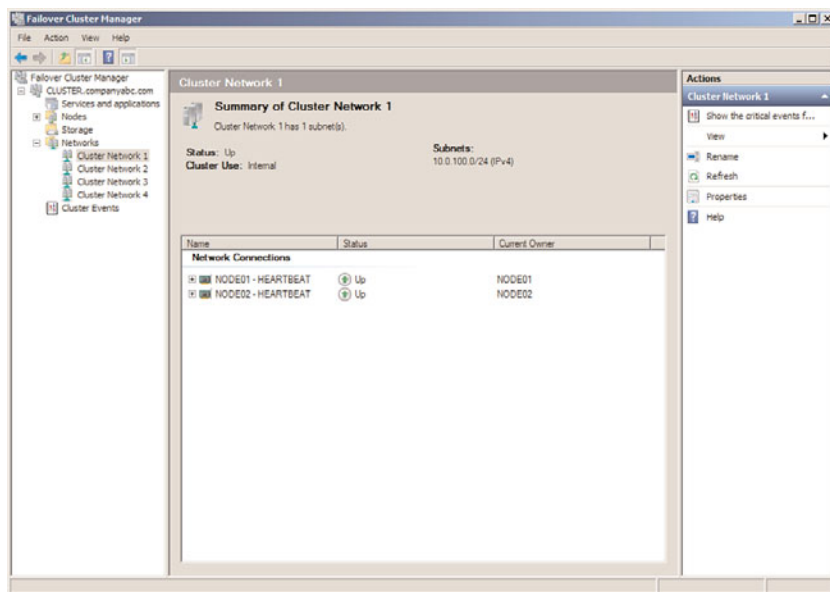 Failover Cluster Manager
File Action View Help
Failover Cluster Manager
CLUSTER.companyabc.com
Services and applications
Nodes
Storage
Networks
Cluster Network 1
Cluster Network 2
Cluster Network 3
Cluster Network 4
Cluster Events
Cluster Network 1
Summary of Cluster Network 1
Cluster Network 1 has 1 subnet(s).
Status: Up
Cluster Use: Internal
Subnets:
10.0.100.0/24 (IPv4)
Name Status Current Owner
Network Connections
NODE01 - HEARTBEAT Up NODE01
NODE02 - HEARTBEAT Up NODE02
Actions
Cluster Network 1
Show the critical events f...
View
Rename
Refresh
Properties
Help